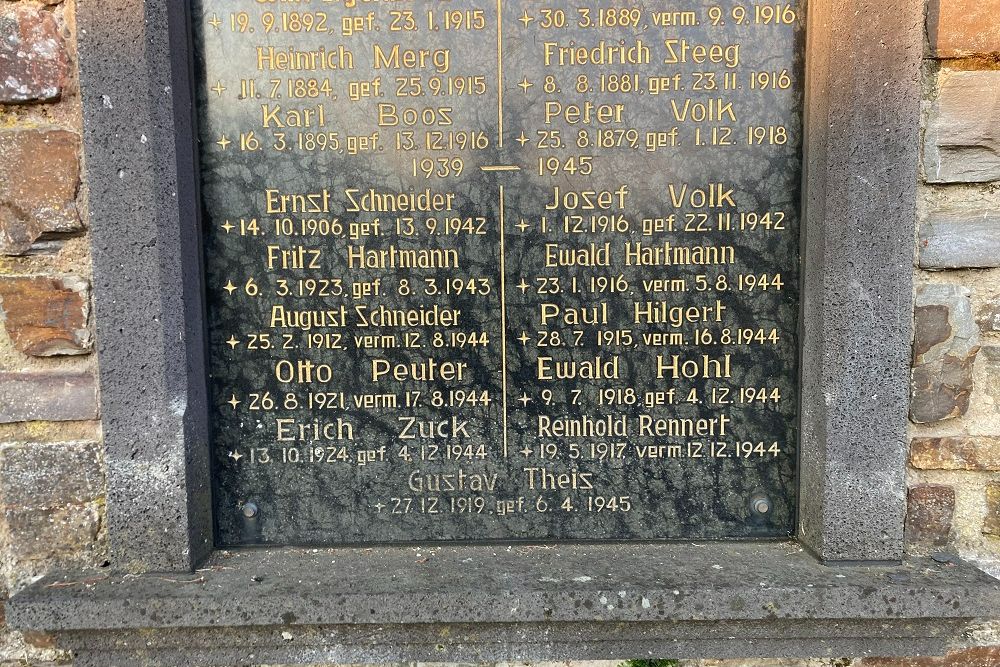 ✦ 19. 9. 1892, gef. 23. 1. 1915
✦ 30. 3. 1889, verm. 9. 9. 1916
Heinrich Merg
✦ 11. 7. 1884, gef. 25. 9. 1915
Friedrich Steeg
✦ 8. 8. 1881, gef. 23. 11. 1916
Karl Boos
✦ 16. 3. 1895, gef. 13. 12. 1916
Peter Volk
✦ 25. 8. 1879, gef. 1. 12. 1918
1939 — 1945
Ernst Schneider
✦ 14. 10. 1906, gef. 13. 9. 1942
Josef Volk
✦ 1. 12. 1916, gef. 22. 11. 1942
Fritz Hartmann
✦ 6. 3. 1923, gef. 8. 3. 1943
Ewald Hartmann
✦ 23. 1. 1916, verm. 5. 8. 1944
August Schneider
✦ 25. 2. 1912, verm. 12. 8. 1944
Paul Hilgert
✦ 28. 7. 1915, verm. 16. 8. 1944
Otto Peuter
✦ 26. 8. 1921, verm. 17. 8. 1944
Ewald Hohl
✦ 9. 7. 1918, gef. 4. 12. 1944
Erich Zuck
✦ 13. 10. 1924, gef. 4. 12. 1944
Reinhold Rennert
✦ 19. 5. 1917 verm. 12. 12. 1944
Gustav Theis
✦ 27. 12. 1919, gef. 6. 4. 1945